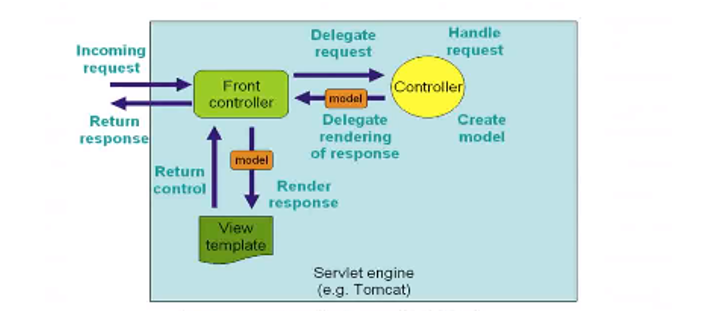 Incoming
request
Return
response
Delegate
request
Handle
request
Front
controller
Controller
model
Delegate
rendering
of response
Create
model
model
Return
control
Render
response
View
template
Servlet engine
(e.g. Tomcat)